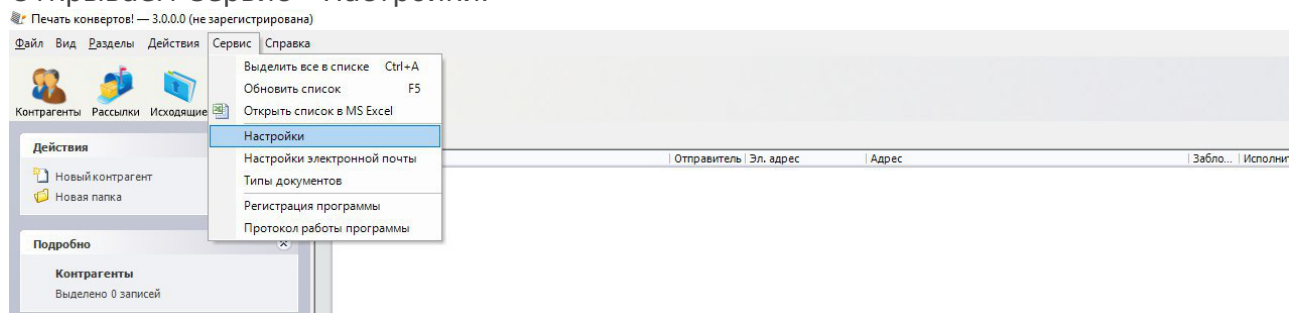 Печать конвертов! — 3.0.0.0 (не зарегистрирована)
Файл Вид Разделы Действия Сервис Справка
Выделить все в списке Ctrl+A
Обновить список F5
Открыть список в MS Excel
Настройки
Настройки электронной почты
Типы документов
Регистрация программы
Протокол работы программы
Контрагенты Рассылки Исходящие
Отправитель Эл. адрес Адрес Забло... Исполнит
Действия
Новый контрагент
Новая папка
Подробно
Контрагенты
Выделено 0 записей